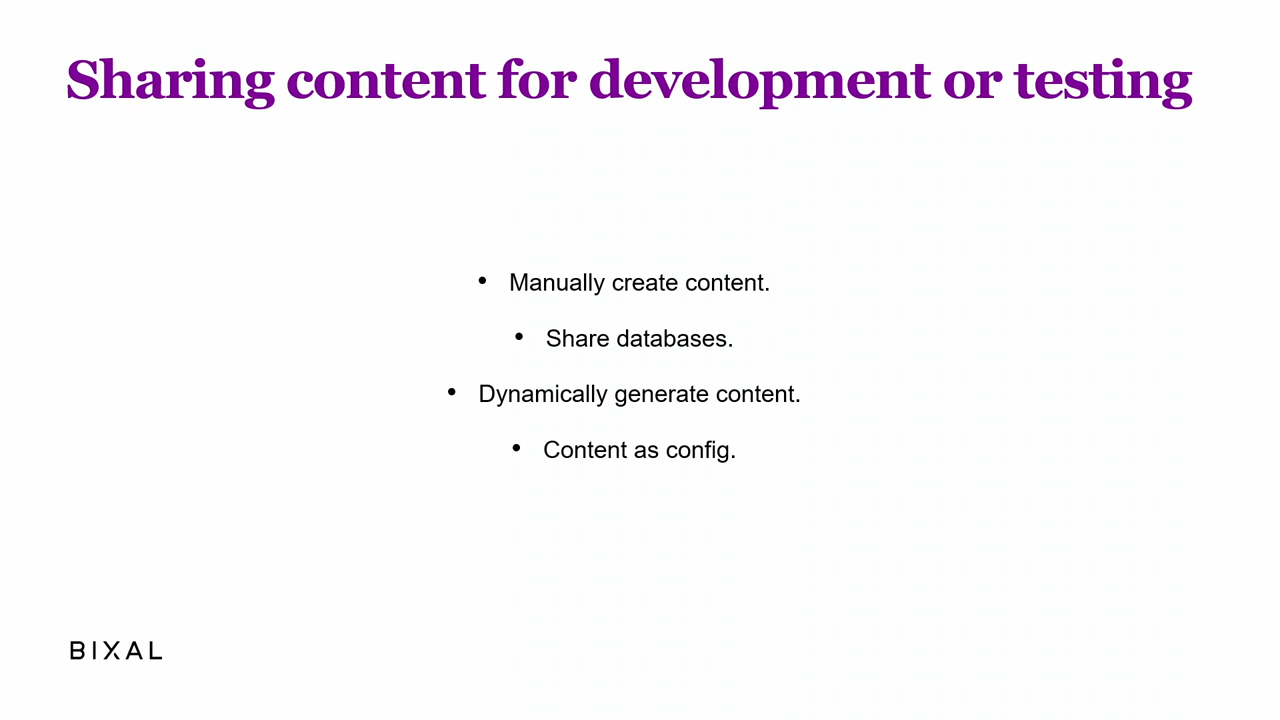 Sharing content for development or testing
• Manually create content.
• Share databases.
• Dynamically generate content.
• Content as config.
BIXAL